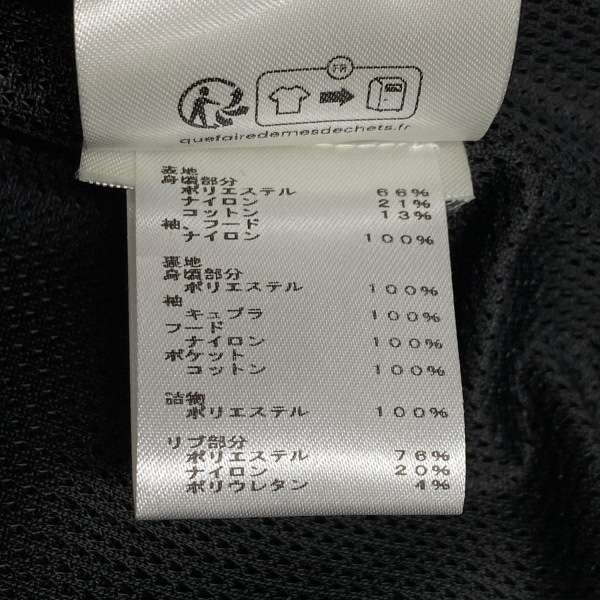 FR
quefairedemesdechets.fr
表地
身頃部分
ポリエステル 66%
ナイロン 21%
コットン 13%
袖、フード
ナイロン 100%
裏地
身頃部分
ポリエステル 100%
袖
キュプラ 100%
フード
ナイロン 100%
ポケット
コットン 100%
詰物
ポリエステル 100%
リブ部分
ポリエステル 76%
ナイロン 20%
ポリウレタン 4%